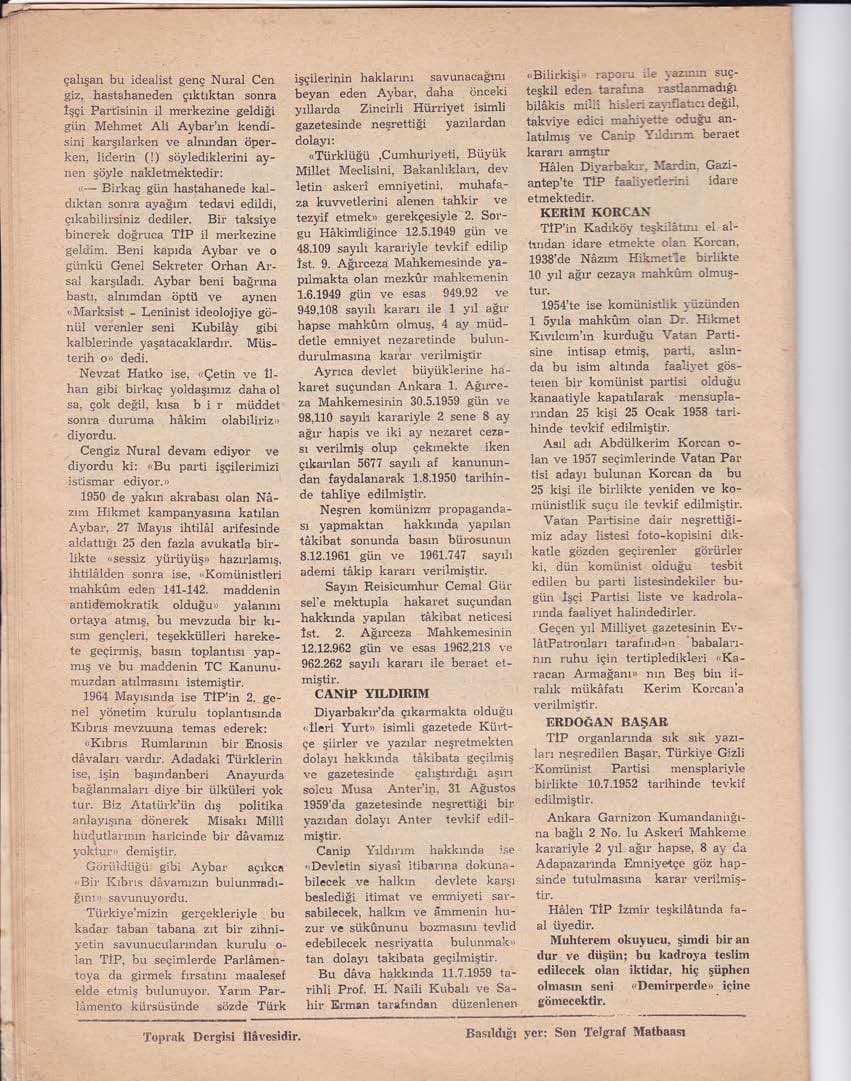 çalışan bu idealist genç Nural Cen
giz, hastahaneden çıktıktan sonra
İşçi Partisinin il merkezine geldiği
gün Mehmet Ali Aybar'ın kendi-
sini karşılarken ve alnından öper-
ken, liderin (!) söylediklerini ay-
nen şöyle nakletmektedir:
«— Birkaç gün hastahanede kal-
dıktan sonra ayağım tedavi edildi,
çıkabilirsiniz dediler. Bir taksiye
binerek doğruca TİP il merkezine
geldim. Beni kapıda Aybar ve o
günkü Genel Sekreter Orhan Ar-
sal karşıladı. Aybar beni bağrına
bastı, alnımdan öptü ve aynen
«Marksist - Leninist ideolojiye gö-
nül verenler seni Kubilây gibi
kalblerinde yaşatacaklardır. Müs-
terih o» dedi.
Nevzat Hatko ise, «Çetin ve İl-
han gibi birkaç yoldaşımız daha ol
sa, çok değil, kısa b i r müddet
sonra duruma hâkim olabiliriz»
diyordu.
Cengiz Nural devam ediyor ve
diyordu ki: «Bu parti işçilerimizi
istismar ediyor.»
1950 de yakın akrabası olan Nâ-
zım Hikmet kampanyasına katılan
Aybar, 27 Mayıs ihtilâl arifesinde
aldattığı 25 den fazla avukatla bir-
likte «sessiz yürüyüş» hazırlamış,
ihtilâlden sonra ise, «Komünistleri
mahkûm eden 141-142. maddenin
antidemokratik olduğu» yalanını
ortaya atmış, bu mevzuda bir kı-
sım gençleri, teşekkülleri hareke-
te geçirmiş, basın toplantısı yap-
mış ve bu maddenin TC Kanunu-
muzdan atılmasını istemiştir.
1964 Mayısında ise TİP'in 2. ge-
nel yönetim kurulu toplantısında
Kıbrıs mevzuuna temas ederek:
«Kıbrıs Rumlarının bir Enosis
dâvaları vardır. Adadaki Türklerin
ise, işin başındanberi Anayurda
bağlanmaları diye bir ülküleri yok
tur. Biz Atatürk'ün dış politika
anlayışına dönerek Misakı Millî
hudutlarının haricinde bir dâvamız
yoktur» demiştir.
Görüldüğü gibi Aybar açıkca
«Bir Kıbrıs dâvamızın bulunmadı-
ğını» savunuyordu.
Türkiye'mizin gerçekleriyle bu
kadar taban tabana zıt bir zihni-
yetin savunucularından kurulu o-
lan TİP, bu seçimlerde Parlâmen-
toya da girmek fırsatını maalesef
elde etmiş bulunuyor. Yarın Par-
lâmento kürsüsünde sözde Türk
işçilerinin haklarını savunacağını
beyan eden Aybar, daha önceki
yıllarda Zincirli Hürriyet isimli
gazetesinde neşrettiği yazılardan
dolayı:
«Türklüğü ,Cumhuriyeti, Büyük
Millet Meclisini, Bakanlıkları, dev
letin askerî emniyetini, muhafa-
za kuvvetlerini alenen tahkir ve
tezyif etmek» gerekçesiyle 2. Sor-
gu Hâkimliğince 12.5.1949 gün ve
48.109 sayılı karariyle tevkif edilip
İst. 9. Ağırceza Mahkemesinde ya-
pılmakta olan mezkûr mahkemenin
1.6.1949 gün ve esas 949.92 ve
949,108 sayılı kararı ile 1 yıl ağır
hapse mahkûm olmuş, 4 ay müd-
detle emniyet nezaretinde bulun-
durulmasına karar verilmiştir
Ayrıca devlet büyüklerine ha-
karet suçundan Ankara 1. Ağırce-
za Mahkemesinin 30.5.1959 gün ve
98,110 sayılı karariyle 2 sene 8 ay
ağır hapis ve iki ay nezaret ceza-
sı verilmiş olup çekmekte iken
çıkarılan 5677 sayılı af kanunun-
dan faydalanarak 1.8.1950 tarihin-
de tahliye edilmiştir.
Neşren komünizm propaganda-
sı yapmaktan hakkında yapılan
tâkibat sonunda basın bürosunun
8.12.1961 gün ve 1961.747 sayılı
ademi tâkip kararı verilmiştir.
Sayın Reisicumhur Cemal Gür
sel'e mektupla hakaret suçundan
hakkında yapılan tâkibat neticesi
İst. 2. Ağırceza Mahkemesinin
12.12.962 gün ve esas 1962,213 ve
962.262 sayılı kararı ile beraet et-
miştir.
CANİP YILDIRIM
Diyarbakır'da çıkarmakta olduğu
«İleri Yurt» isimli gazetede Kürt-
çe şiirler ve yazılar neşretmekten
dolayı hakkında tâkibata geçilmiş
ve gazetesinde çalıştırdığı aşırı
solcu Musa Anter'in, 31 Ağustos
1959'da gazetesinde neşrettiği bir
yazıdan dolayı Anter tevkif edil-
miştir.
Canip Yıldırım hakkında ise
«Devletin siyasî itibarına dokuna-
bilecek ve halkın devlete karşı
beslediği itimat ve emniyeti sar-
sabilecek, halkın ve âmmenin hu-
zur ve sükûnunu bozmasını tevlid
edebilecek neşriyatta bulunmak»
tan dolayı takibata geçilmiştir.
Bu dâva hakkında 11.7.1959 ta-
rihli Prof. H. Naili Kubalı ve Sa-
hir Erman tarafından düzenlenen
«Bilirkişi» raporu ile yazının suç-
teşkil eden tarafına rastlanmadığı
bilâkis millî hisleri zayıflatıcı değil,
takviye edici mahiyette oduğu an-
latılmış ve Canip Yıldırım beraet
kararı amıştır
Hâlen Diyarbakır, Mardin, Gazi-
antep'te TİP faaliyetlerini idare
etmektedir.
KERİM KORCAN
TİP'in Kadıköy teşkilâtını el al-
tından idare etmekte olan Korcan,
1938'de Nâzım Hikmet'le birlikte
10 yıl ağır cezaya mahkûm olmuş-
tur.
1954'te ise komünistlik yüzünden
1 5yıla mahkûm olan Dr. Hikmet
Kıvılcım'ın kurduğu Vatan Parti-
sine intisap etmiş, parti, aslın-
da bu isim altında faaliyet gös-
teren bir komünist partisi olduğu
kanaatiyle kapatılarak mensupla-
rından 25 kişi 25 Ocak 1958 tari-
hinde tevkif edilmiştir.
Asıl adı Abdülkerim Korcan o-
lan ve 1957 seçimlerinde Vatan Par
tisi adayı bulunan Korcan da bu
25 kişi ile birlikte yeniden ve ko-
münistlik suçu ile tevkif edilmiştir.
Vatan Partisine dair neşrettiği-
miz aday listesi foto-kopisini dik-
katle gözden geçirenler görürler
ki, dün komünist olduğu tesbit
edilen bu parti listesindekiler bu-
gün İşçi Partisi liste ve kadrola-
rında faaliyet halindedirler.
Geçen yıl Milliyet gazetesinin Ev-
lâtPatronları tarafından babaları-
nın ruhu için tertipledikleri «Ka-
racan Armağanı» nın Beş bin li-
ralık mükâfatı Kerim Korcan'a
verilmiştir.
ERDOĞAN BAŞAR
TİP organlarında sık sık yazı-
ları neşredilen Başar, Türkiye Gizli
Komünist Partisi mensplariyle
birlikte 10.7.1952 tarihinde tevkif
edilmiştir.
Ankara Garnizon Kumandanlığı-
na bağlı 2 No. lu Askerî Mahkeme
karariyle 2 yıl ağır hapse, 8 ay da
Adapazarında Emniyetçe göz hap-
sinde tutulmasına karar verilmiş-
tir.
Hâlen TİP İzmir teşkilâtında fa-
al üyedir.
Muhterem okuyucu, şimdi bir an
dur ve düşün; bu kadroya teslim
edilecek olan iktidar, hiç şüphen
olmasın seni «Demirperde» içine
gömecektir.
Toprak Dergisi İlâvesidir.
Basıldığı yer: Son Telgraf Matbaası